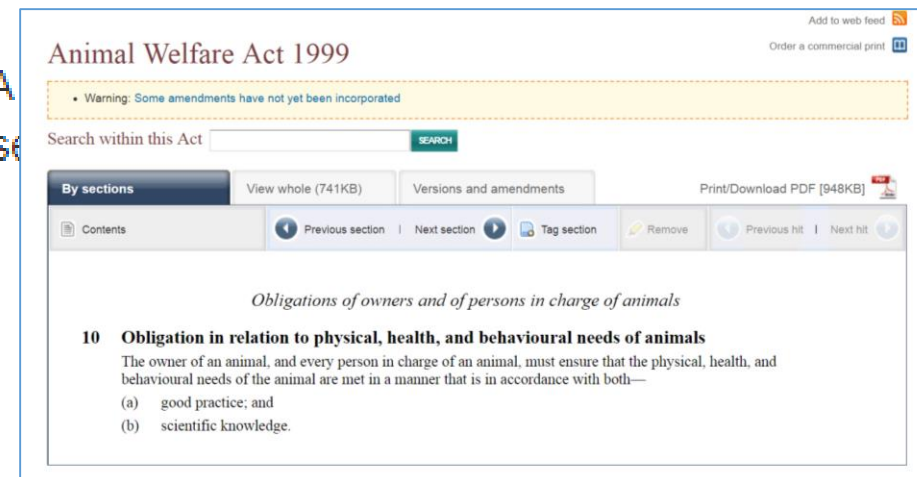 Add to web feed
Animal Welfare Act 1999
Order a commercial print
• Warning: Some amendments have not yet been incorporated
Search within this Act SEARCH
By sections View whole (741KB) Versions and amendments Print/Download PDF [948KB]
Contents Previous section | Next section Tag section Remove Previous hit | Next hit
Obligations of owners and of persons in charge of animals
10 Obligation in relation to physical, health, and behavioural needs of animals
The owner of an animal, and every person in charge of an animal, must ensure that the physical, health, and
behavioural needs of the animal are met in a manner that is in accordance with both—
(a) good practice; and
(b) scientific knowledge.